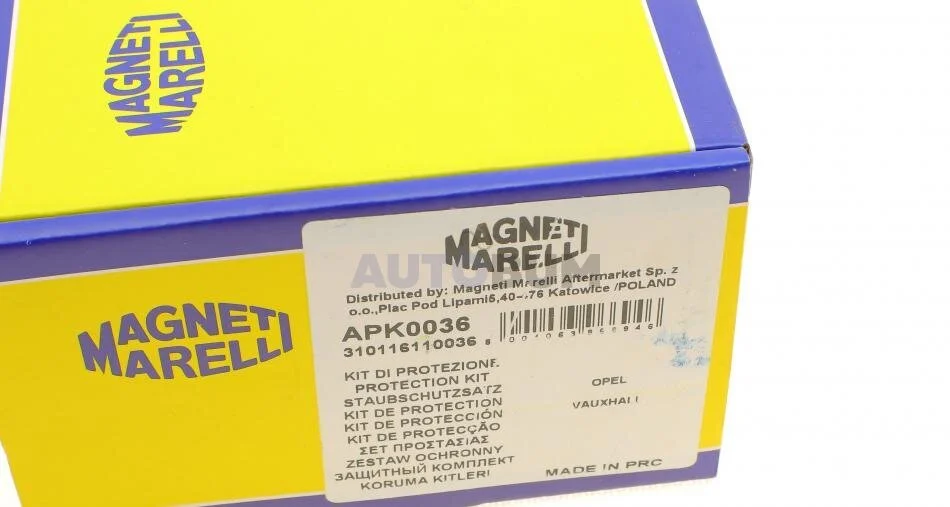 MAGNETI
MARELLI
MAGNETI
MARELLI
MAGNETI
MARELLI
AUTOBUM
Distributed by: Magneti Marelli Aftermarket Sp. z
o.o.,Plac Pod Lipami5,40-476 Katowice /POLAND
APK0036
310116110036
KIT DI PROTEZIONE
PROTECTION KIT
STAUBSCHUTZSATZ
KIT DE PROTECTION
KIT DE PROTECCIÓN
KIT DE PROTECÇÃO
ΣΕΤ ΠΡΟΣΤΑΣΙΑΣ
ZESTAW OCHRONNY
ЗАЩИТНЫЙ КОМПЛЕКТ
KORUMA KITLERI
OPEL
VAUXHALL
MADE IN PRC